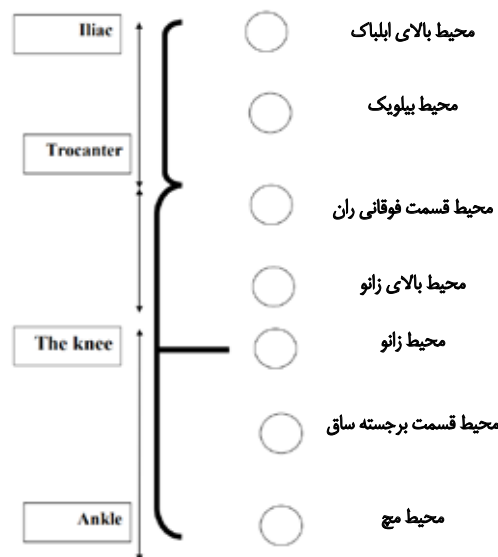 Iliac
محیط بالای ابلیاک
محیط بیلویک
Trocanter
محیط قسمت فوقانی ران
محیط بالای زانو
The knee
محیط زانو
محیط قسمت برجسته ساق
Ankle
محیط مچ